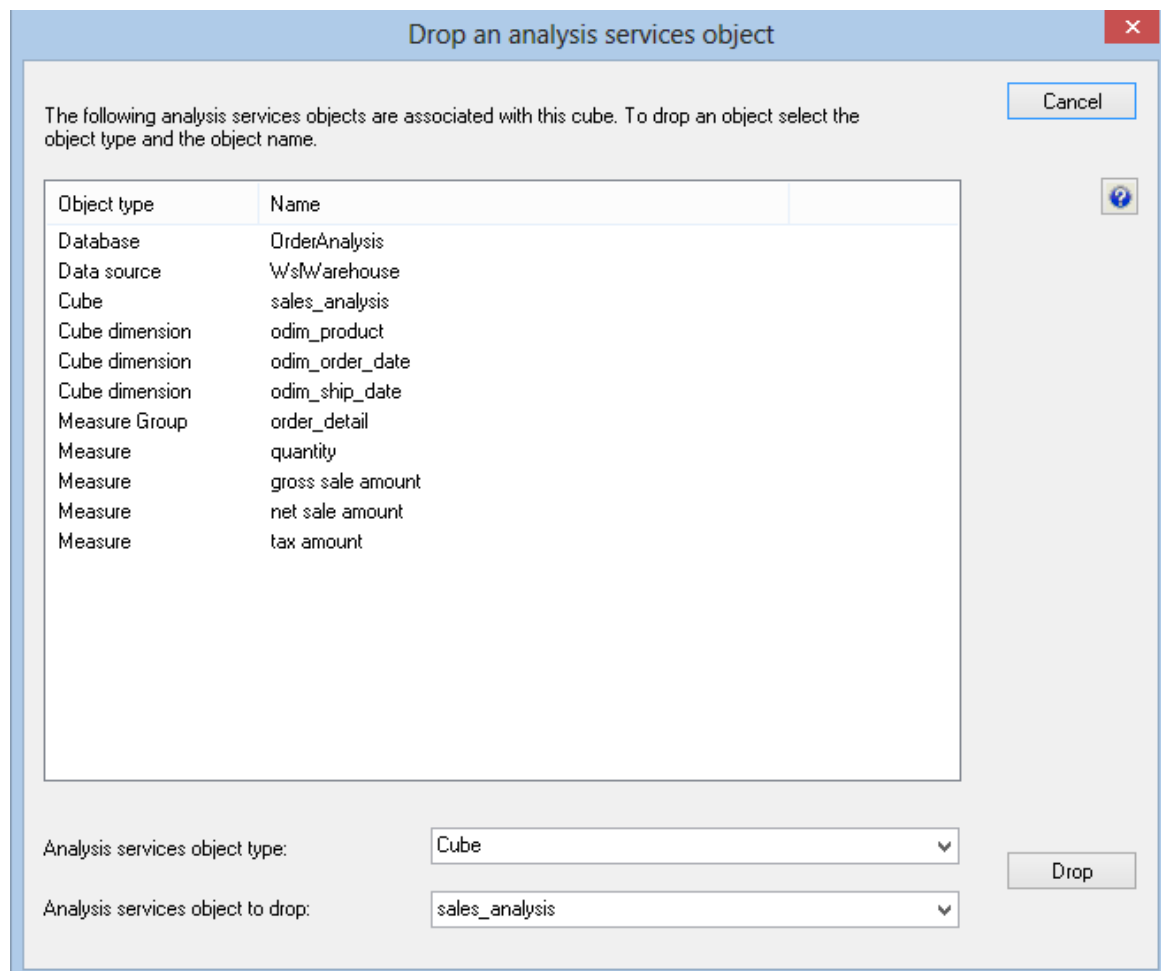 Drop an analysis services object
Cancel
The following analysis services objects are associated with this cube. To drop an object select the
object type and the object name.
Object type Name
Database OrderAnalysis
Data source WslWarehouse
Cube sales_analysis
Cube dimension odim_product
Cube dimension odim_order_date
Cube dimension odim_ship_date
Measure Group order_detail
Measure quantity
Measure gross sale amount
Measure net sale amount
Measure tax amount
Analysis services object type: Cube
Drop
Analysis services object to drop: sales_analysis